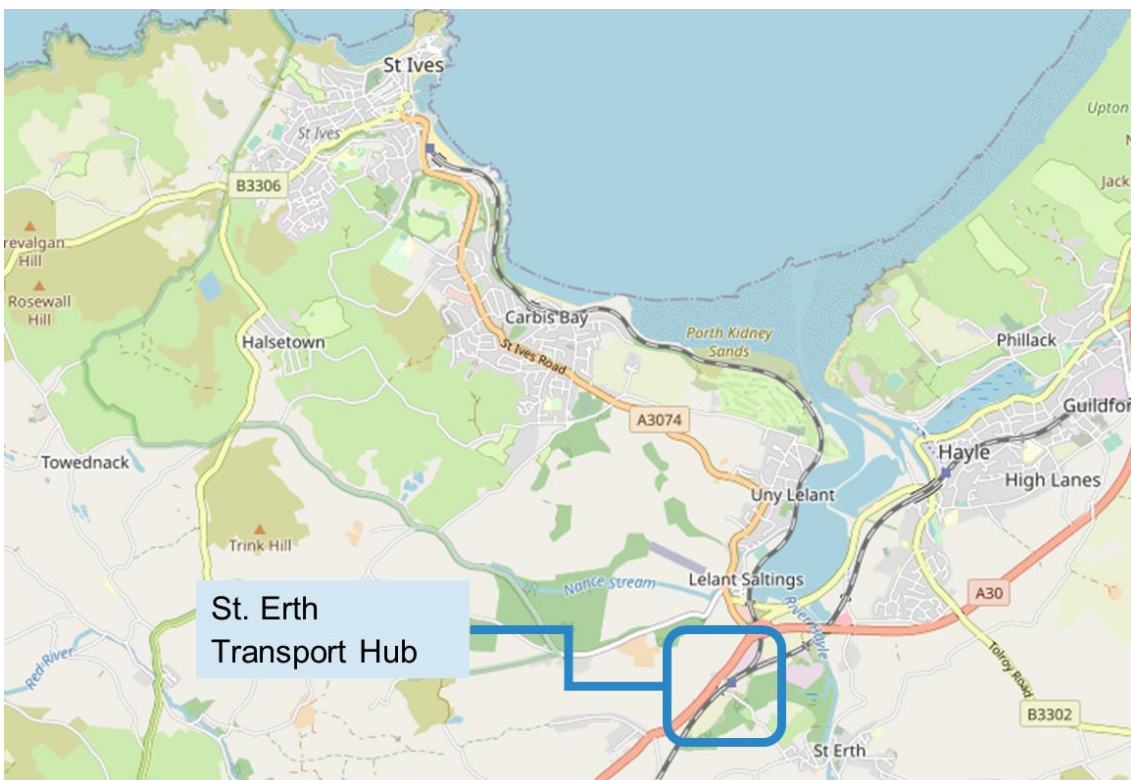 St Ives
St Ives
B3306
Upton
Jack
revalgan
Hill
Rosewall
Hill
Halsetown
Carbis Bay
St Ives Road
Porth Kidney
Sands
Phillack
Guildfor
A3074
Hayle
High Lanes
Towednack
Uny Lelant
Trink Hill
Nance Stream
Lelant Saltings
River Hayle
A30
St. Erth
Transport Hub
Red River
Tolroy Road
B3302
St Erth